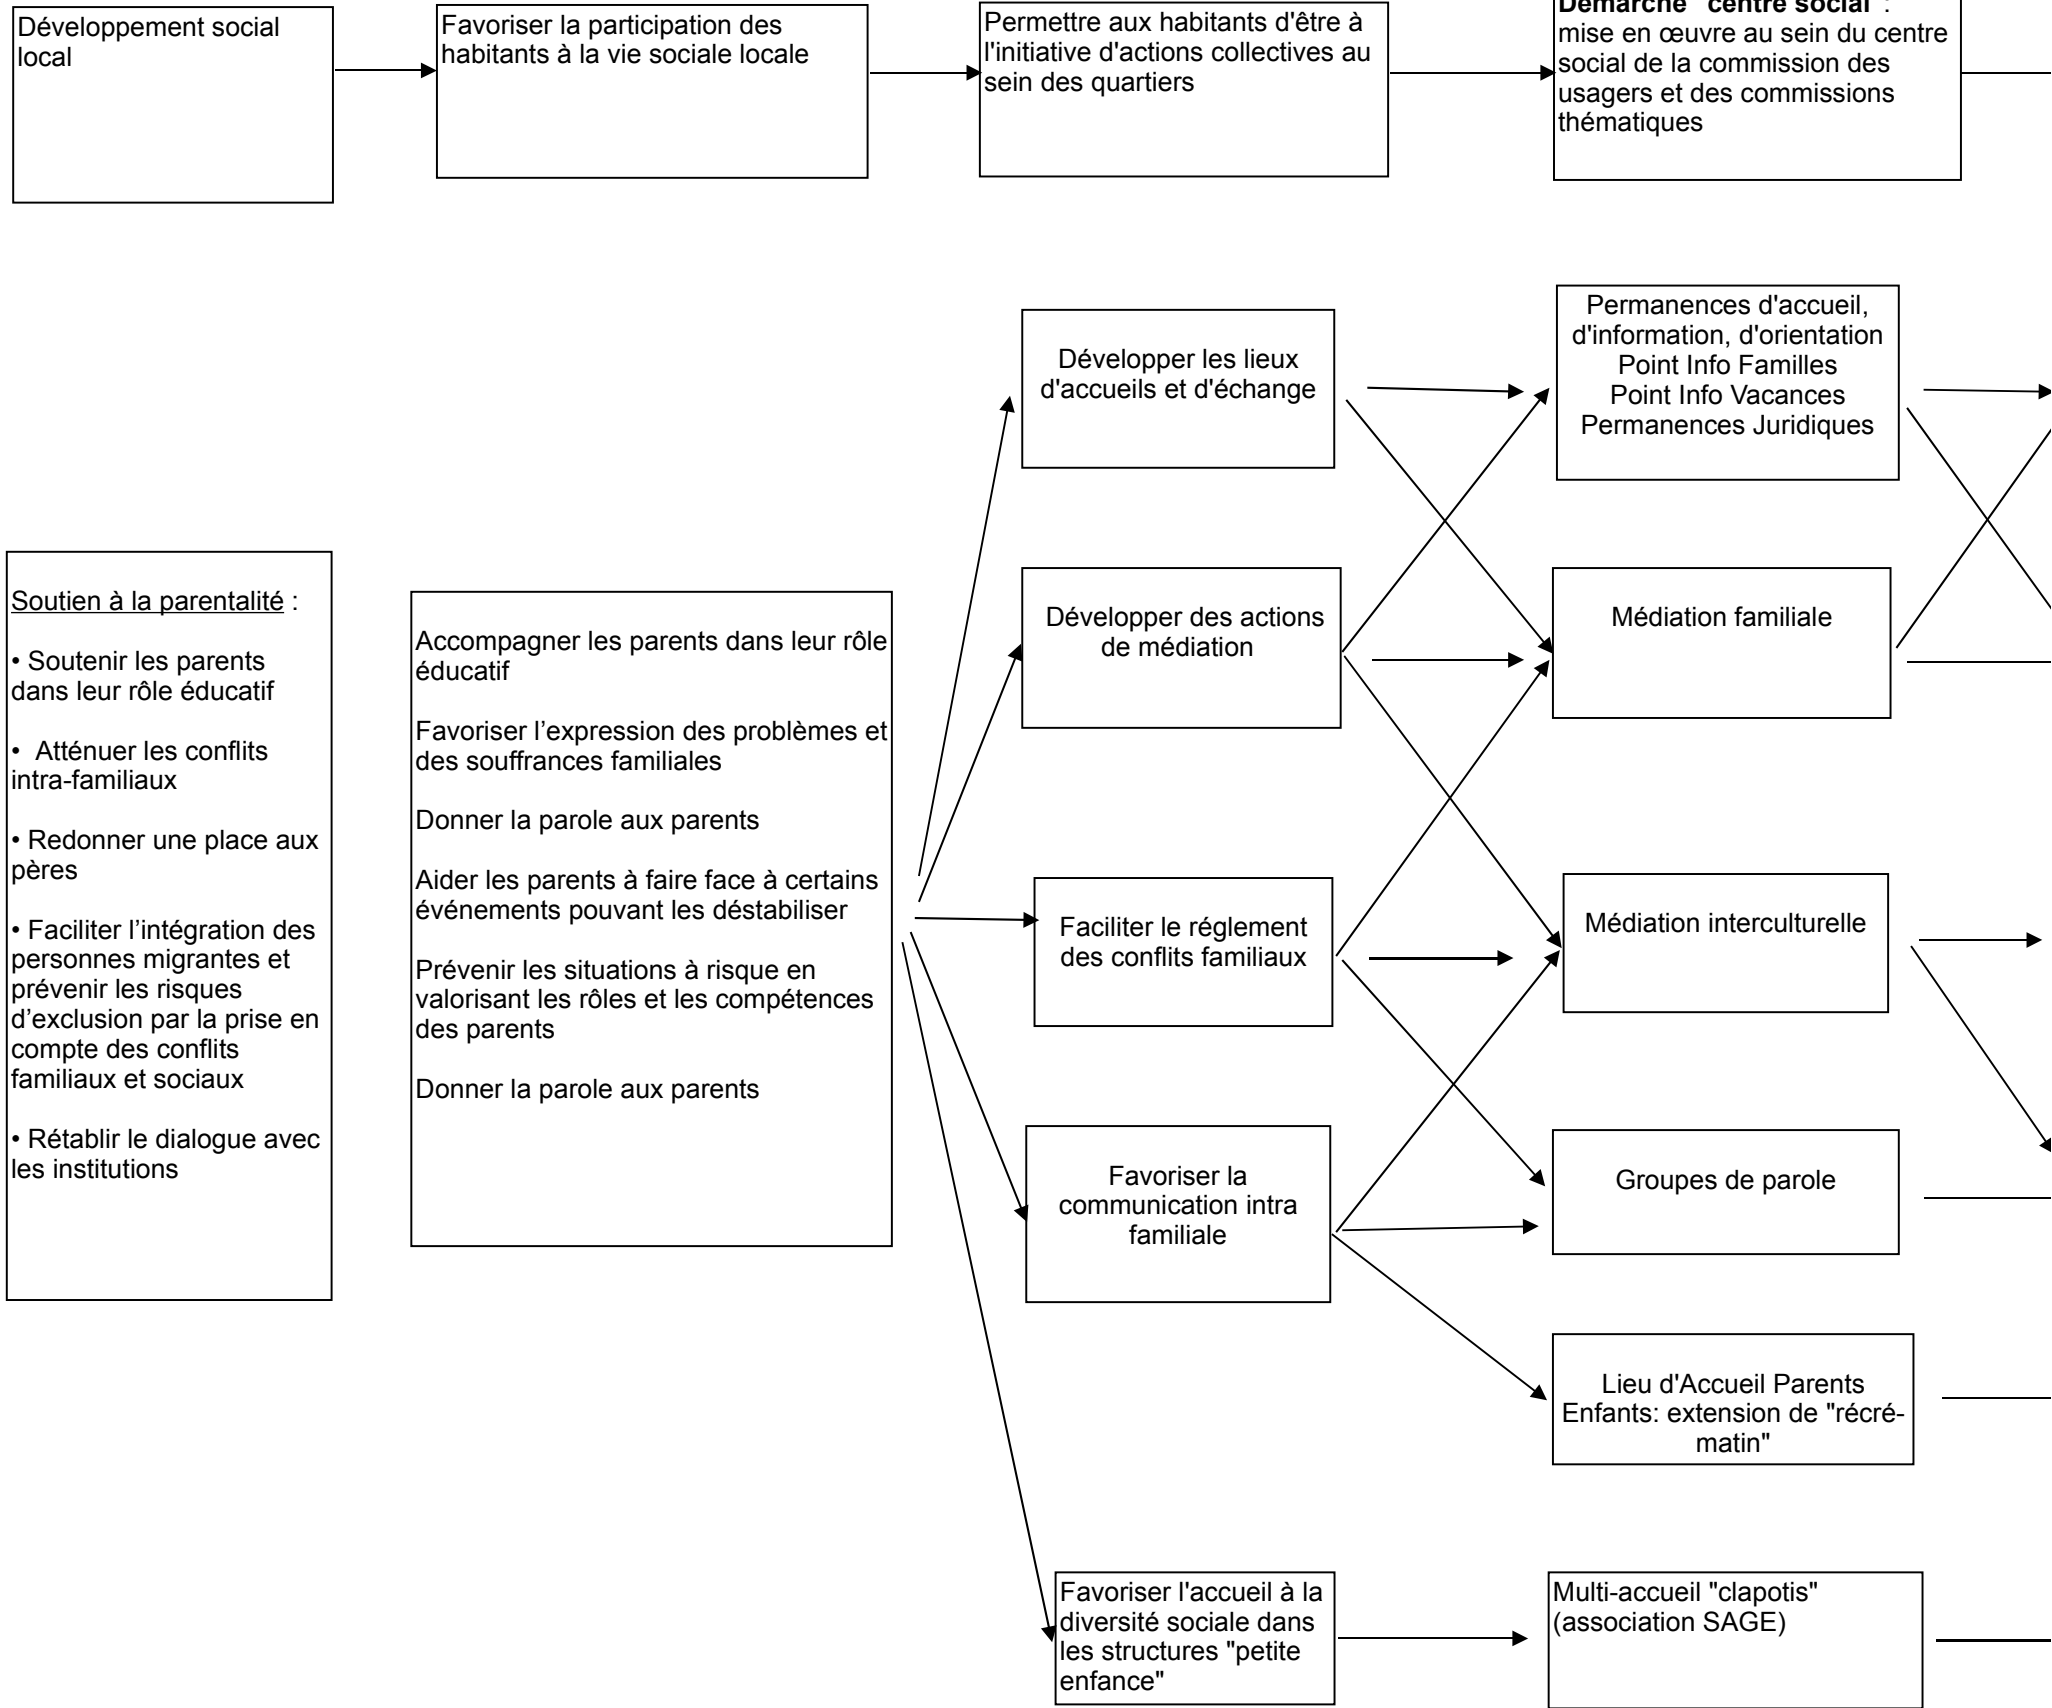 Développement social
local
Favoriser la participation des
habitants à la vie sociale locale
Permettre aux habitants d'être à
l'initiative d'actions collectives au
sein des quartiers
Démarche "centre social" :
mise en œuvre au sein du centre
social de la commission des
usagers et des commissions
thématiques
Soutien à la parentalité :
• Soutenir les parents
dans leur rôle éducatif
• Atténuer les conflits
intra-familiaux
• Redonner une place aux
pères
• Faciliter l’intégration des
personnes migrantes et
prévenir les risques
d’exclusion par la prise en
compte des conflits
familiaux et sociaux
• Rétablir le dialogue avec
les institutions
Accompagner les parents dans leur rôle
éducatif
Favoriser l’expression des problèmes et
des souffrances familiales
Donner la parole aux parents
Aider les parents à faire face à certains
événements pouvant les déstabiliser
Prévenir les situations à risque en
valorisant les rôles et les compétences
des parents
Donner la parole aux parents
Développer les lieux
d'accueils et d'échange
Développer des actions
de médiation
Faciliter le réglement
des conflits familiaux
Favoriser la
communication intra
familiale
Favoriser l'accueil à la
diversité sociale dans
les structures "petite
enfance"
Permanences d'accueil,
d'information, d'orientation
Point Info Familles
Point Info Vacances
Permanences Juridiques
Médiation familiale
Médiation interculturelle
Groupes de parole
Lieu d'Accueil Parents
Enfants: extension de "récré-
matin"
Multi-accueil "clapotis"
(association SAGE)